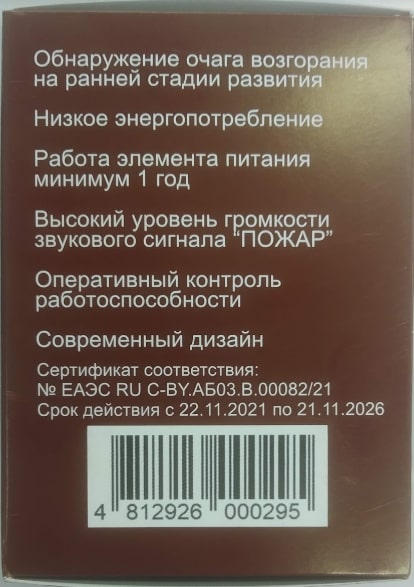 Обнаружение очага возгорания
на ранней стадии развития
Низкое энергопотребление
Работа элемента питания
минимум 1 год
Высокий уровень громкости
звукового сигнала “ПОЖАР”
Оперативный контроль
работоспособности
Современный дизайн
Сертификат соответствия:
№ ЕАЭС RU С-BY.АБ03.В.00082/21
Срок действия с 22.11.2021 по 21.11.2026
4 812926 000295